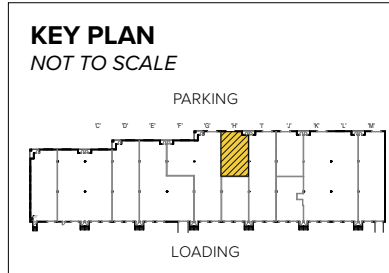 KEY PLAN
NOT TO SCALE
PARKING
'C' 'D' 'E' 'F' 'G' 'H' 'I' 'J' 'K' 'L' 'M'
LOADING